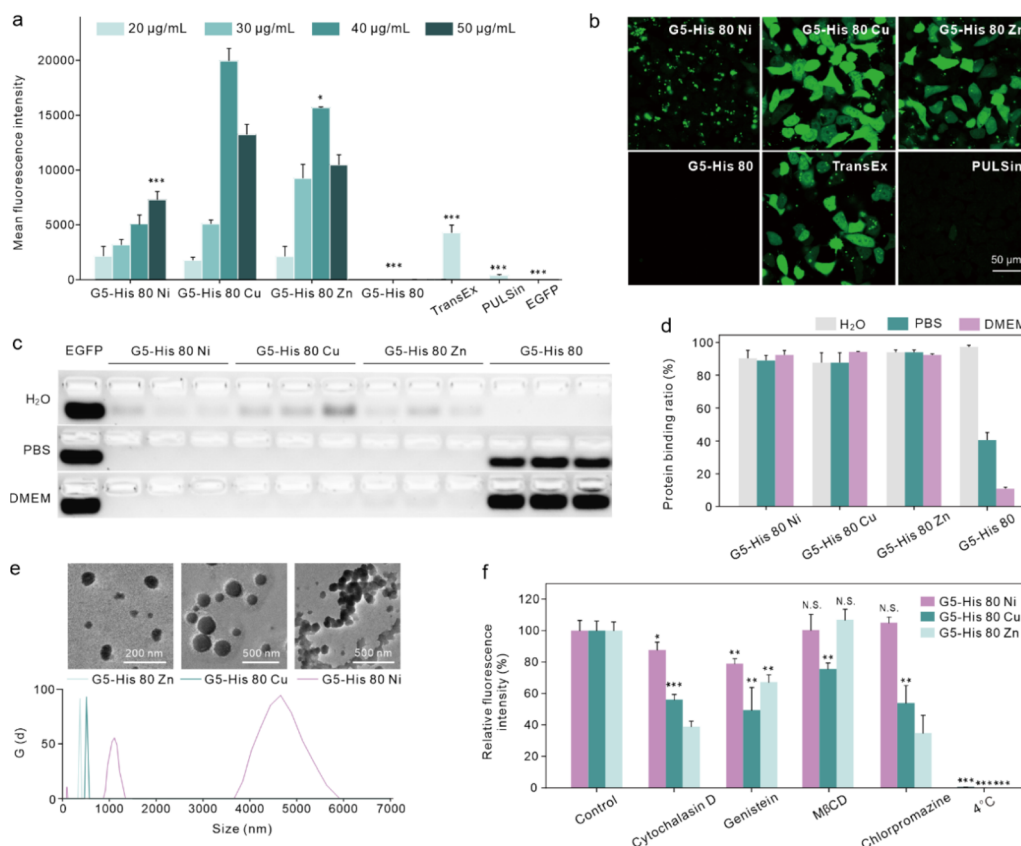 a
20 µg/mL 30 µg/mL 40 µg/mL 50 µg/mL
Mean fluorescence intensity
20000
15000
10000
5000
0
***
*
***
***
***
***
G5-His 80 Ni G5-His 80 Cu G5-His 80 Zn G5-His 80 TransEx PULSin EGFP
b
G5-His 80 Ni G5-His 80 Cu G5-His 80 Zn
G5-His 80 TransEx PULSin
50 µm
c
EGFP G5-His 80 Ni G5-His 80 Cu G5-His 80 Zn G5-His 80
H₂O
PBS
DMEM
d
H₂O PBS DMEM
Protein binding ratio (%)
100
80
60
40
20
0
G5-His 80 Ni G5-His 80 Cu G5-His 80 Zn G5-His 80
e
200 nm 500 nm 500 nm
G5-His 80 Zn G5-His 80 Cu G5-His 80 Ni
G (d)
100
50
0
0 1000 2000 3000 4000 5000 6000 7000
Size (nm)
f
G5-His 80 Ni
G5-His 80 Cu
G5-His 80 Zn
Relative fluorescence
intensity (%)
120
100
80
60
40
20
0
* *** ** ** ** N.S. ** N.S. N.S. ** *** *** ***
Control Cytochalasin D Genistein MβCD Chlorpromazine 4°C